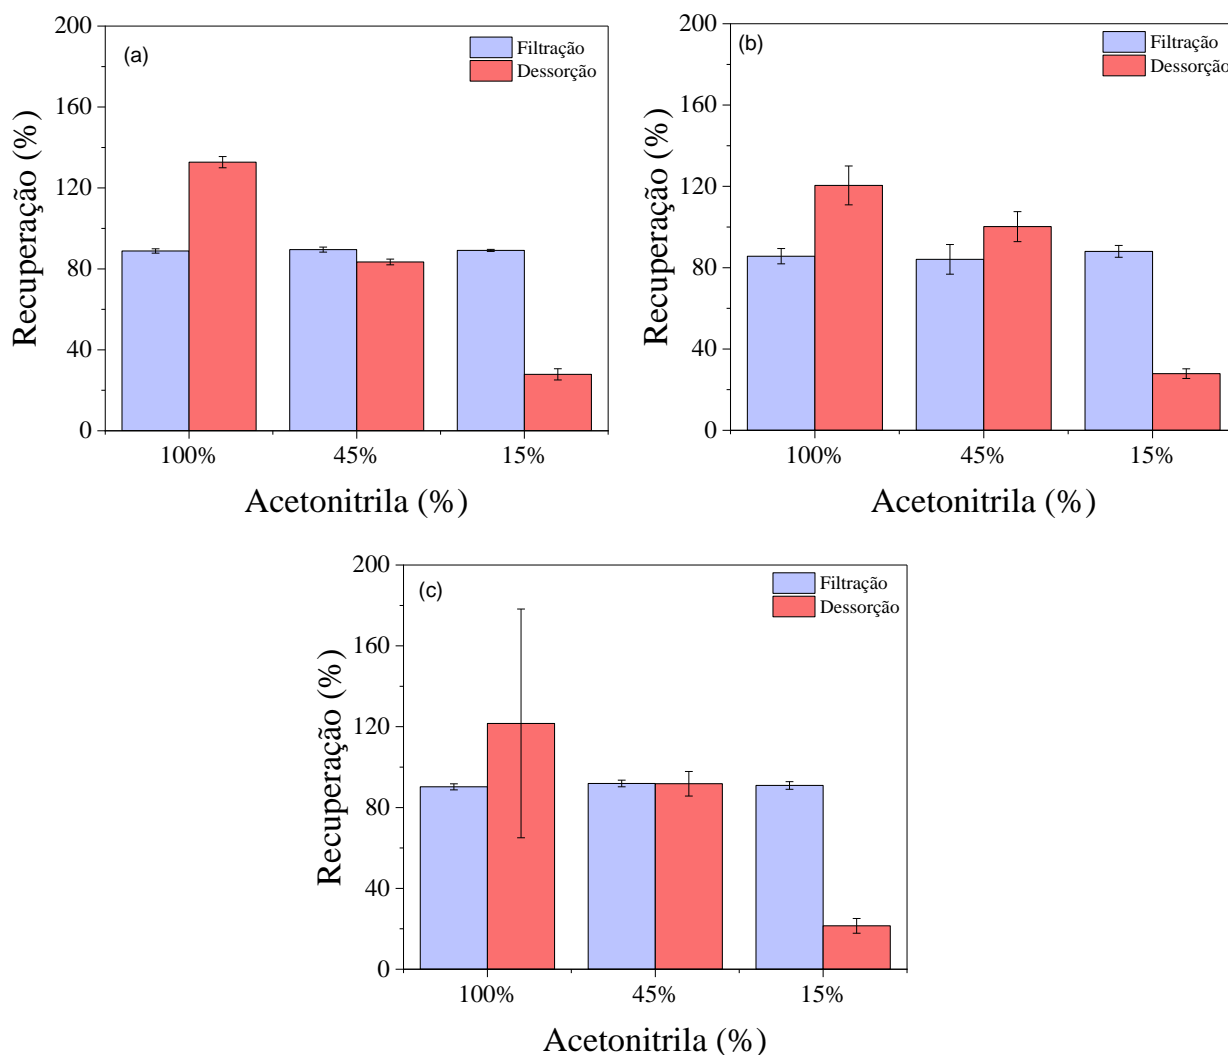 (a)
Filtração
Dessorção
Recuperação (%)
200
160
120
80
40
0
100%
45%
15%
Acetonitrila (%)
(b)
Filtração
Dessorção
Recuperação (%)
200
160
120
80
40
0
100%
45%
15%
Acetonitrila (%)
(c)
Filtração
Dessorção
Recuperação (%)
200
160
120
80
40
0
100%
45%
15%
Acetonitrila (%)